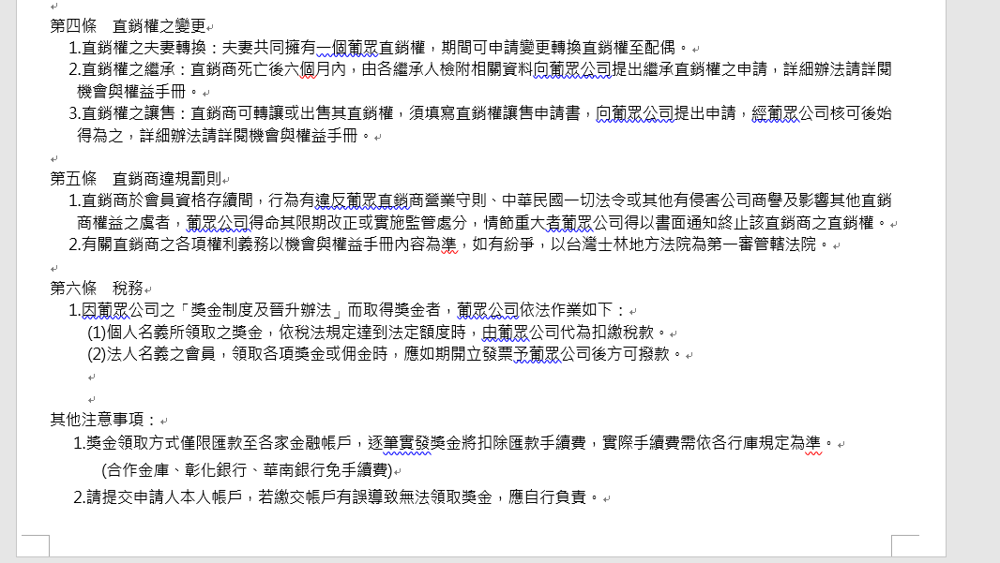 第四條　直銷權之變更
1.直銷權之夫妻轉換：夫妻共同擁有一個葡眾直銷權，期間可申請變更轉換直銷權至配偶。
2.直銷權之繼承：直銷商死亡後六個月內，由各繼承人檢附相關資料向葡眾公司提出繼承直銷權之申請，詳細辦法請詳閱
機會與權益手冊。
3.直銷權之讓售：直銷商可轉讓或出售其直銷權，須填寫直銷權讓售申請書，向葡眾公司提出申請，經葡眾公司核可後始
得為之，詳細辦法請詳閱機會與權益手冊。
第五條　直銷商違規罰則
1.直銷商於會員資格存續間，行為有違反葡眾直銷商營業守則、中華民國一切法令或其他有侵害公司商譽及影響其他直銷
商權益之虞者，葡眾公司得命其限期改正或實施監管處分，情節重大者葡眾公司得以書面通知終止該直銷商之直銷權。
2.有關直銷商之各項權利義務以機會與權益手冊內容為準，如有紛爭，以台灣士林地方法院為第一審管轄法院。
第六條　稅務
1.因葡眾公司之「獎金制度及晉升辦法」而取得獎金者，葡眾公司依法作業如下：
(1)個人名義所領取之獎金，依稅法規定達到法定額度時，由葡眾公司代為扣繳稅款。
(2)法人名義之會員，領取各項獎金或佣金時，應如期開立發票予葡眾公司後方可撥款。
其他注意事項：
1.獎金領取方式僅限匯款至各家金融帳戶，逐筆實發獎金將扣除匯款手續費，實際手續費需依各行庫規定為準。
(合作金庫、彰化銀行、華南銀行免手續費)
2.請提交申請人本人帳戶，若繳交帳戶有誤導致無法領取獎金，應自行負責。